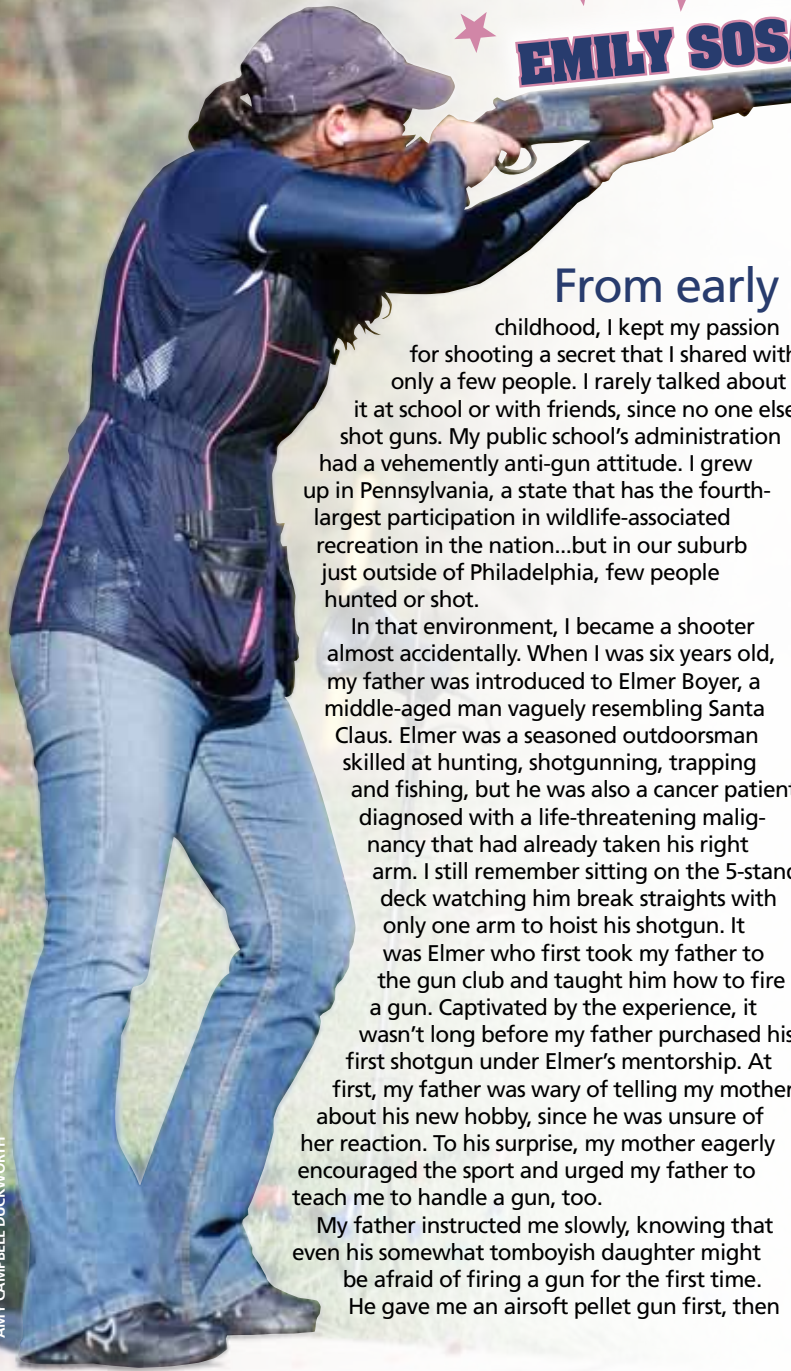 EMILY SOSA
From early
childhood, I kept my passion
for shooting a secret that I shared with
only a few people. I rarely talked about
it at school or with friends, since no one else
shot guns. My public school's administration
had a vehemently anti-gun attitude. I grew
up in Pennsylvania, a state that has the fourth-
largest participation in wildlife-associated
recreation in the nation...but in our suburb
just outside of Philadelphia, few people
hunted or shot.
In that environment, I became a shooter
almost accidentally. When I was six years old,
my father was introduced to Elmer Boyer, a
middle-aged man vaguely resembling Santa
Claus. Elmer was a seasoned outdoorsman
skilled at hunting, shotgunning, trapping
and fishing, but he was also a cancer patient
diagnosed with a life-threatening malig-
nancy that had already taken his right
arm. I still remember sitting on the 5-stand
deck watching him break straights with
only one arm to hoist his shotgun. It
was Elmer who first took my father to
the gun club and taught him how to fire
a gun. Captivated by the experience, it
wasn't long before my father purchased his
first shotgun under Elmer's mentorship. At
first, my father was wary of telling my mother
about his new hobby, since he was unsure of
her reaction. To his surprise, my mother eagerly
encouraged the sport and urged my father to
teach me to handle a gun, too.
My father instructed me slowly, knowing that
even his somewhat tomboyish daughter might
be afraid of firing a gun for the first time.
He gave me an airsoft pellet gun first, then
AMY CAMPBELL DUCKWORTH